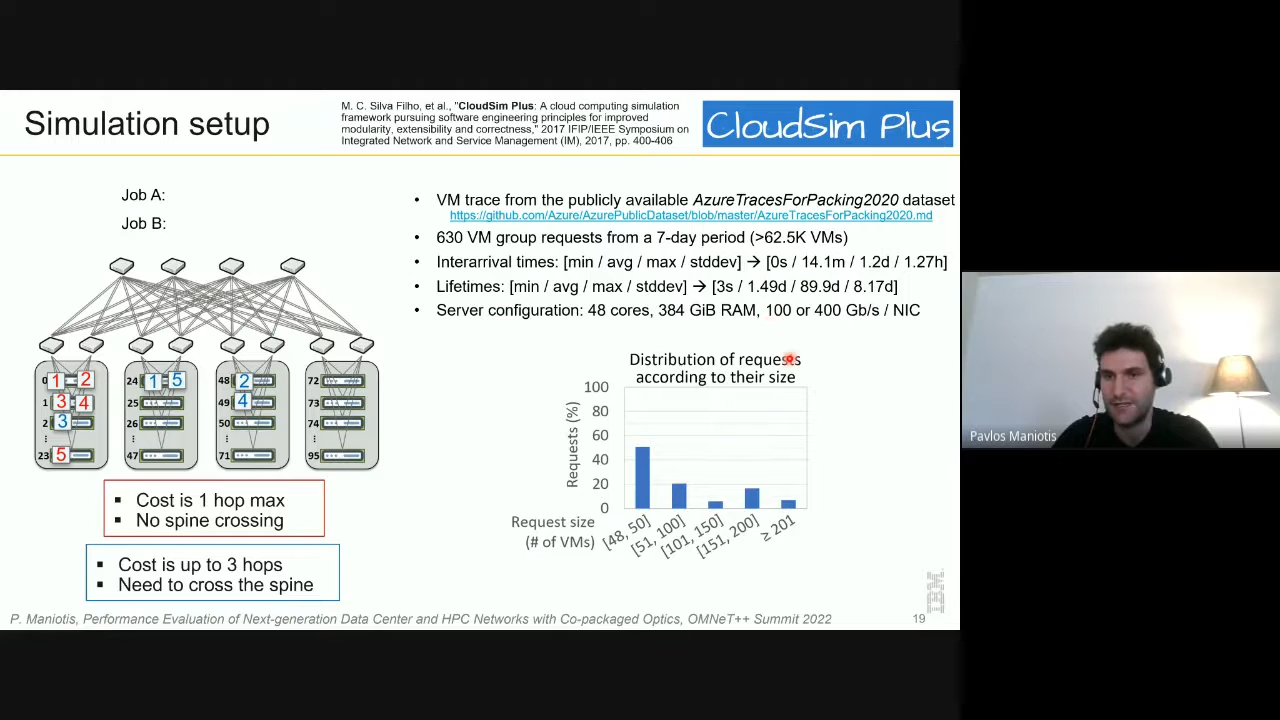 Simulation setup
M. C. Silva Filho, et al., "CloudSim Plus: A cloud computing simulation
framework pursuing software engineering principles for improved
modularity, extensibility and correctness," 2017 IFIP/IEEE Symposium on
Integrated Network and Service Management (IM), 2017, pp. 400-406
CloudSim Plus
Job A:
Job B:
• VM trace from the publicly available AzureTracesForPacking2020 dataset
https://github.com/Azure/AzurePublicDataset/blob/master/AzureTracesForPacking2020.md
• 630 VM group requests from a 7-day period (>62.5K VMs)
• Interarrival times: [min / avg / max / stddev] → [0s / 14.1m / 1.2d / 1.27h]
• Lifetimes: [min / avg / max / stddev] → [3s / 1.49d / 89.9d / 8.17d]
• Server configuration: 48 cores, 384 GiB RAM, 100 or 400 Gb/s / NIC
0 1 2 24 1 5 48 2 72
1 3 4 25 49 4 73
2 3 26 50 74
⋮ ⋮ ⋮ ⋮
23 5 47 71 95
▪ Cost is 1 hop max
▪ No spine crossing
▪ Cost is up to 3 hops
▪ Need to cross the spine
Distribution of requests
according to their size
Requests (%)
100
80
60
40
20
0
Request size
(# of VMs)
[48, 50] [51, 100] [101, 150] [151, 200] ≥ 201
IBM
P. Maniotis, Performance Evaluation of Next-generation Data Center and HPC Networks with Co-packaged Optics, OMNeT++ Summit 2022
19
Pavlos Maniotis